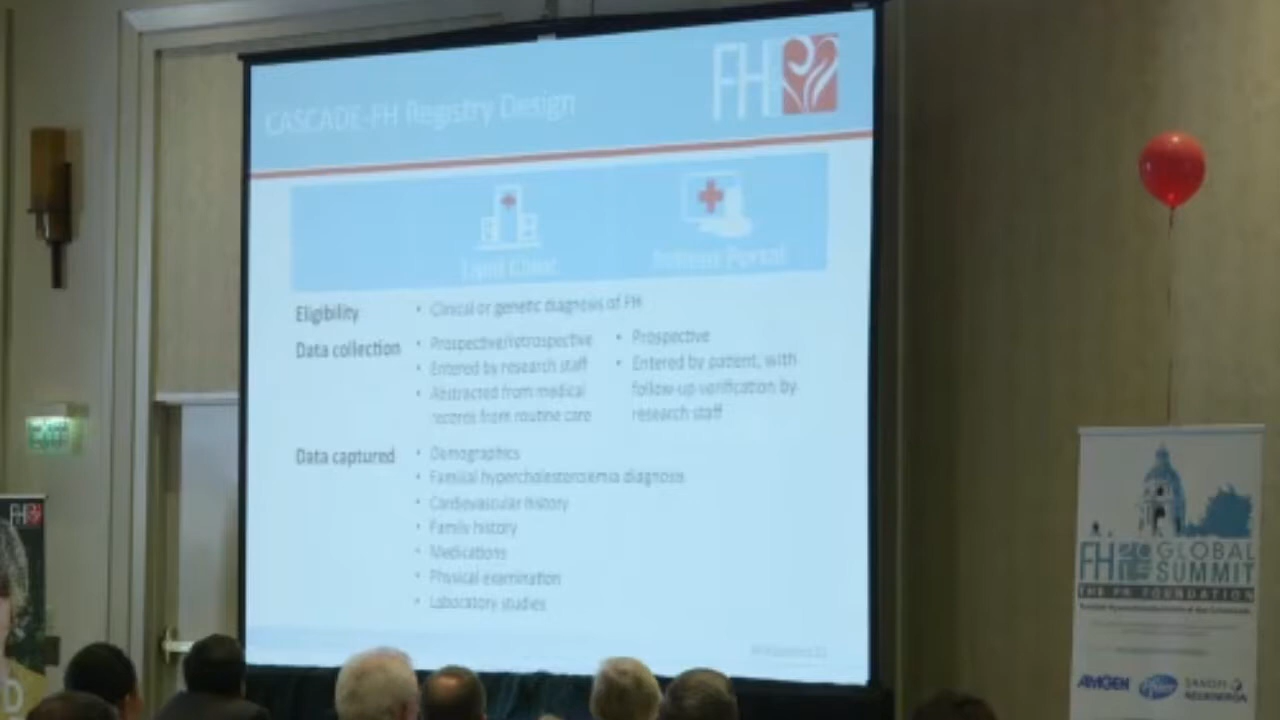 CASCADE-FH Registry Design
FH
Lipid Clinic
Patient Portal
Eligibility
• Clinical or genetic diagnosis of FH
Data collection
• Prospective/retrospective
• Entered by research staff
• Abstracted from medical
records from routine care
• Prospective
• Entered by patient, with
follow-up verification by
research staff
Data captured
• Demographics
• Familial hypercholesterolemia diagnosis
• Cardiovascular history
• Family history
• Medications
• Physical examination
• Laboratory studies
EXIT
FH
D
FH GLOBAL
SUMMIT
THE FH FOUNDATION
AMGEN
Pfizer
SANOFI
REGENERON